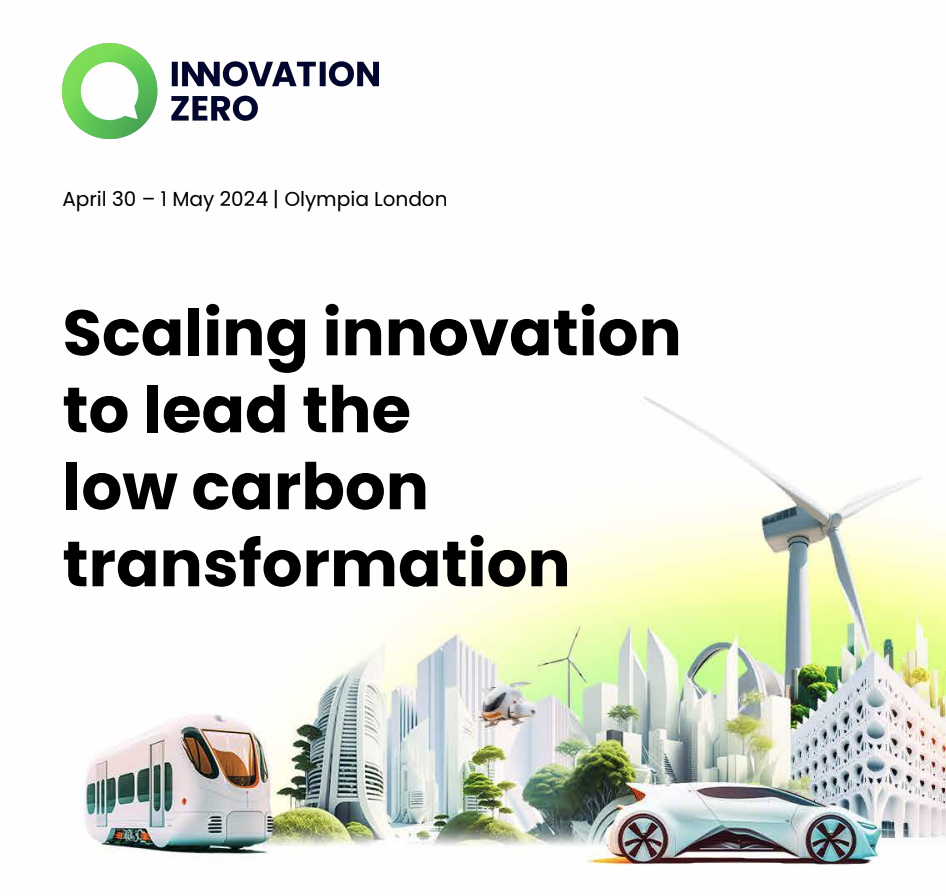 INNOVATION
ZERO
April 30 – 1 May 2024 | Olympia London
Scaling innovation
to lead the
low carbon
transformation